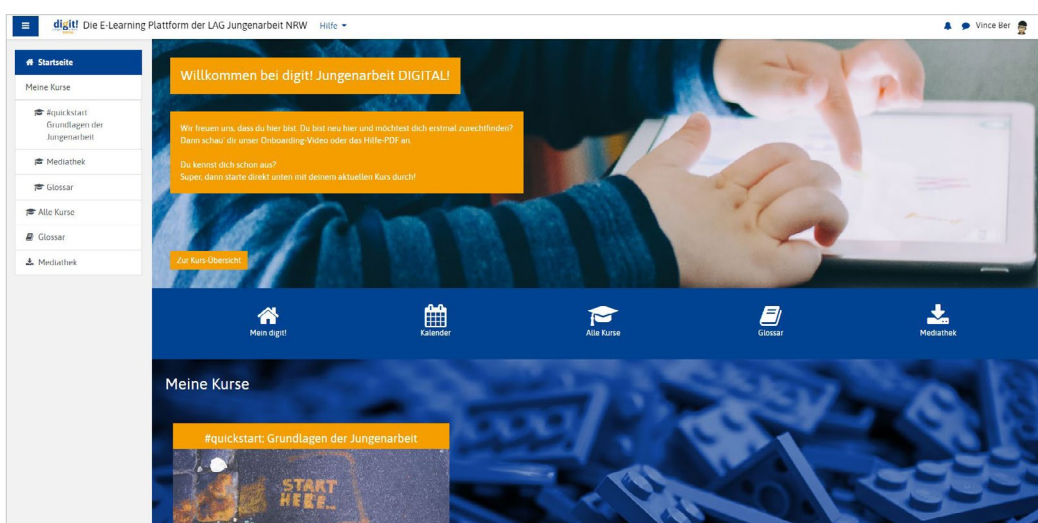 digit! Die E-Learning Plattform der LAG Jungenarbeit NRW Hilfe
Vince Ber
Startseite
Meine Kurse
#quickstart
Grundlagen der
Jungenarbeit
Mediathek
Glossar
Alle Kurse
Glossar
Mediathek
Willkommen bei digit! Jungenarbeit DIGITAL!
Wir freuen uns, dass du hier bist. Du bist neu hier und möchtest dich erstmal zurechtfinden?
Dann schau' dir unser Onboarding-Video oder das Hilfe-PDF an.
Du kennst dich schon aus?
Super, dann starte direkt unten mit deinem aktuellen Kurs durch!
Zur Kurs-Übersicht
Mein digit!
Kalender
Alle Kurse
Glossar
Mediathek
Meine Kurse
#quickstart: Grundlagen der Jungenarbeit
START
HERE...